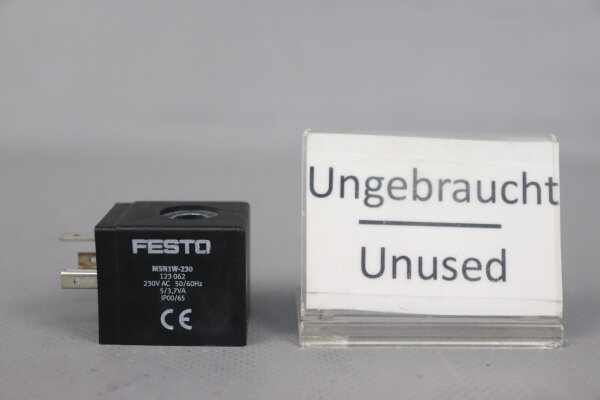 FESTO
MSN1W-230
123 062
230V AC 50/60Hz
5/3,7VA
IP00/65
CE
Ungebraucht
Unused